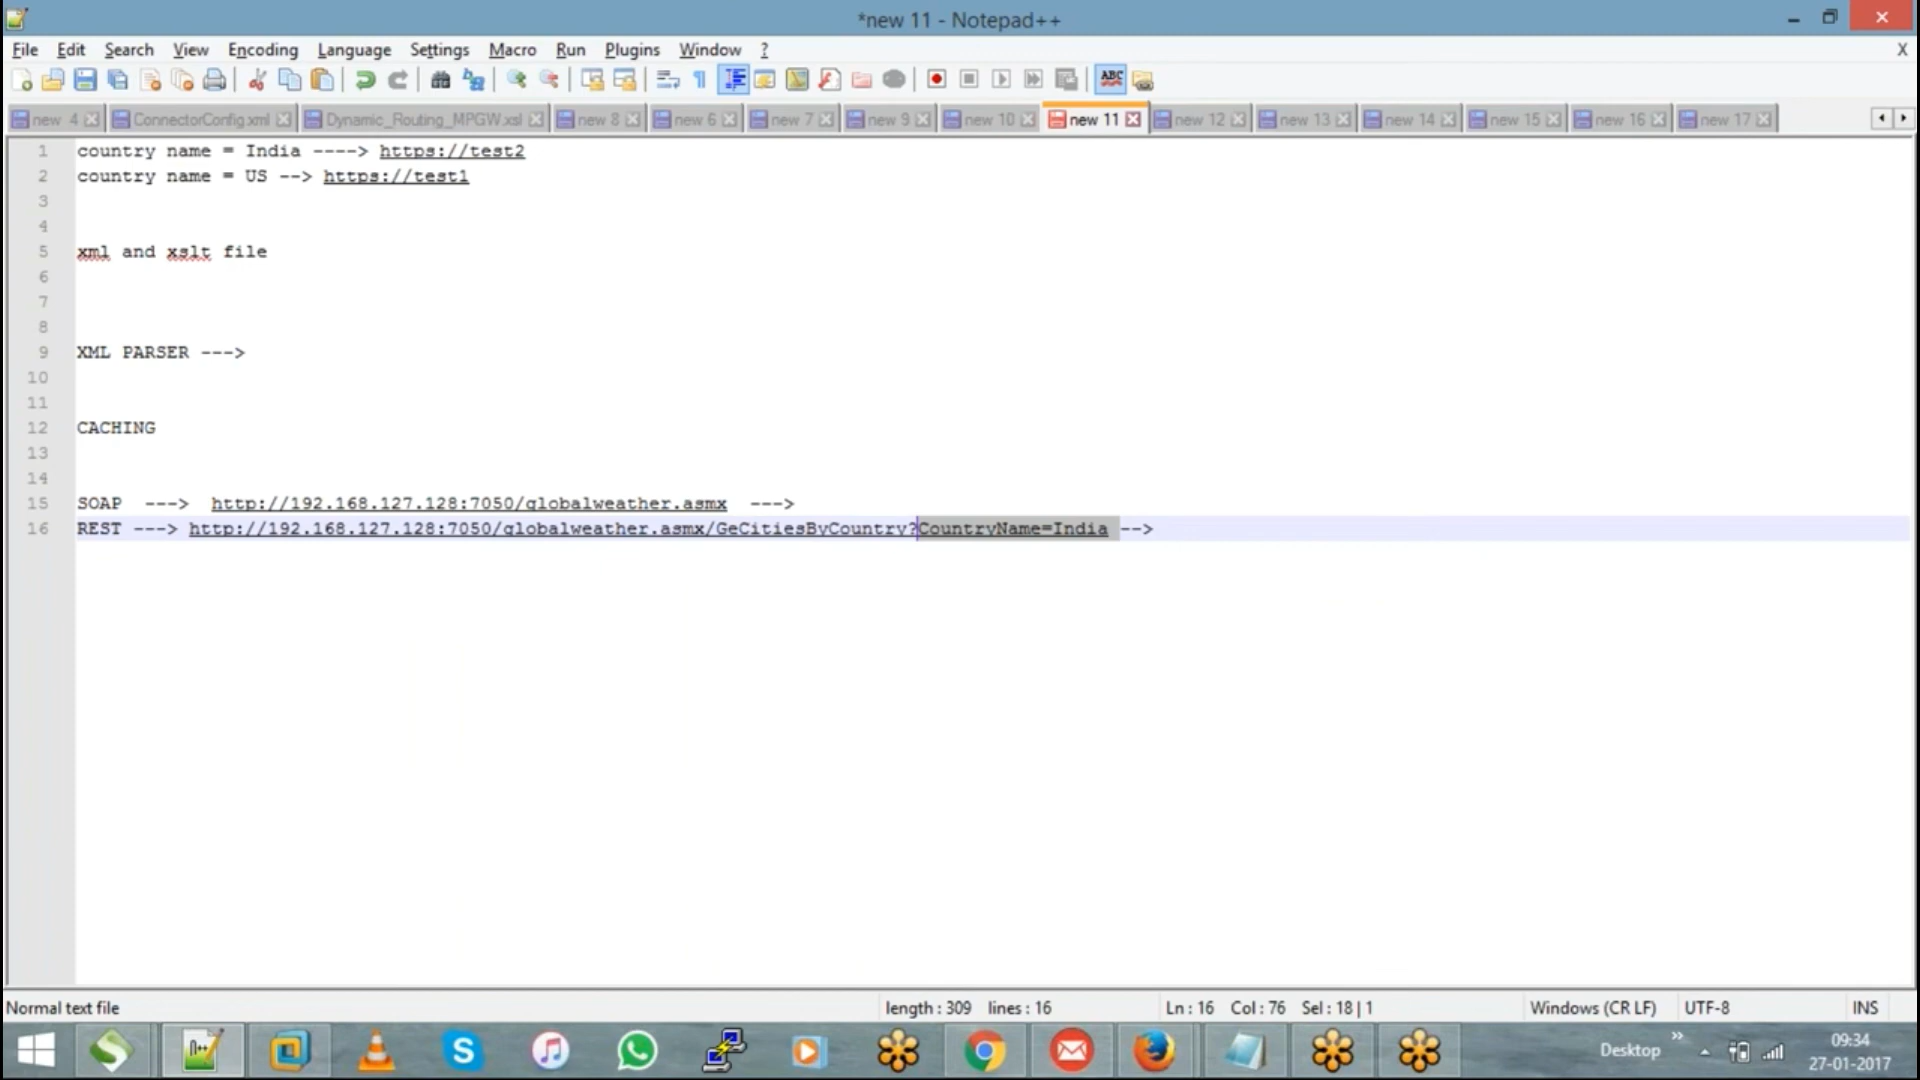 *new 11 - Notepad++
File Edit Search View Encoding Language Settings Macro Run Plugins Window ? X
ABC
new 4 ConnectorConfig.xml Dynamic_Routing_MPGW.xsl new 8 new 6 new 7 new 9 new 10 new 11 new 12 new 13 new 14 new 15 new 16 new 17
1 country name = India ----> https://test2
2 country name = US --> https://test1
3
4
5 xml and xslt file
6
7
8
9 XML PARSER --->
10
11
12 CACHING
13
14
15 SOAP ---> http://192.168.127.128:7050/globalweather.asmx --->
16 REST ---> http://192.168.127.128:7050/globalweather.asmx/GeCitiesByCountry?CountryName=India -->
Normal text file length : 309 lines : 16 Ln : 16 Col : 76 Sel : 18 | 1 Windows (CR LF) UTF-8 INS
Desktop
09:34
27-01-2017